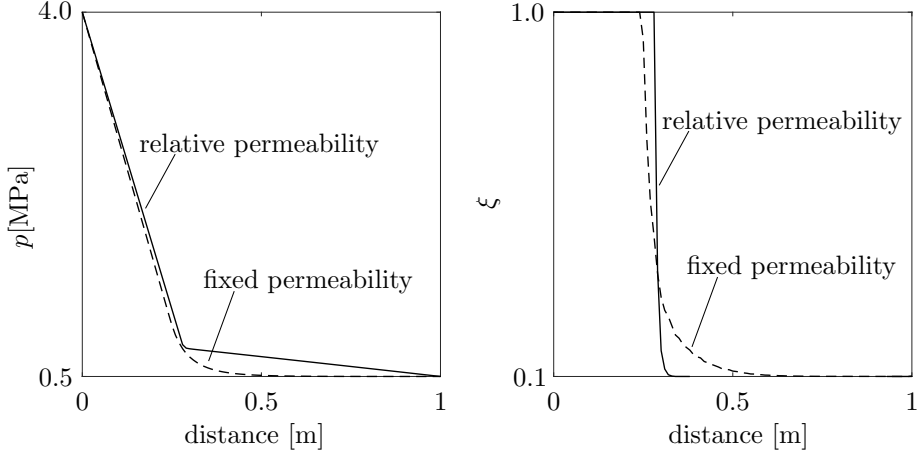 4.0
relative permeability
p[MPa]
fixed permeability
0.5
0
0.5
1
distance [m]
1.0
relative permeability
ξ
fixed permeability
0.1
0
0.5
1
distance [m]